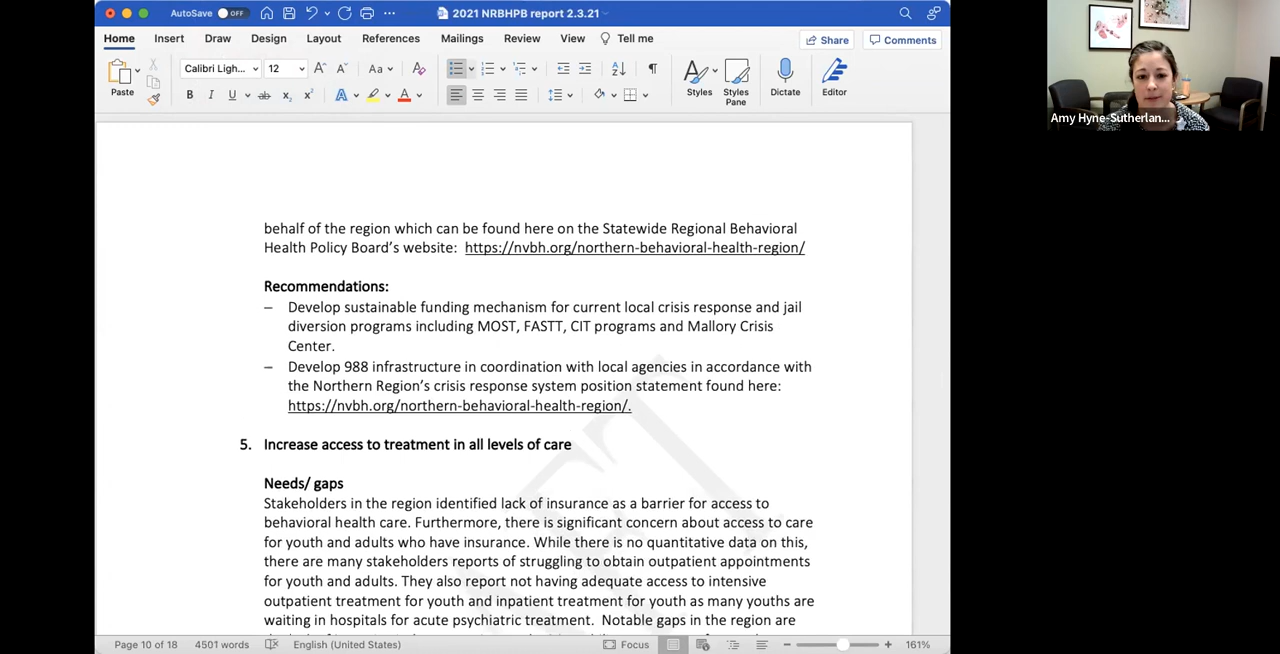 AutoSave OFF
2021 NRBHPB report 2.3.21
Home Insert Draw Design Layout References Mailings Review View Tell me Share Comments
Paste Calibri Ligh... 12 Styles Styles Pane Dictate Editor
Amy Hyne-Sutherlan...
behalf of the region which can be found here on the Statewide Regional Behavioral
Health Policy Board's website: https://nvbh.org/northern-behavioral-health-region/
Recommendations:
– Develop sustainable funding mechanism for current local crisis response and jail
diversion programs including MOST, FASTT, CIT programs and Mallory Crisis
Center.
– Develop 988 infrastructure in coordination with local agencies in accordance with
the Northern Region's crisis response system position statement found here:
https://nvbh.org/northern-behavioral-health-region/.
5. Increase access to treatment in all levels of care
Needs/ gaps
Stakeholders in the region identified lack of insurance as a barrier for access to
behavioral health care. Furthermore, there is significant concern about access to care
for youth and adults who have insurance. While there is no quantitative data on this,
there are many stakeholders reports of struggling to obtain outpatient appointments
for youth and adults. They also report not having adequate access to intensive
outpatient treatment for youth and inpatient treatment for youth as many youths are
waiting in hospitals for acute psychiatric treatment. Notable gaps in the region are
Page 10 of 18 4501 words English (United States) Focus 161%